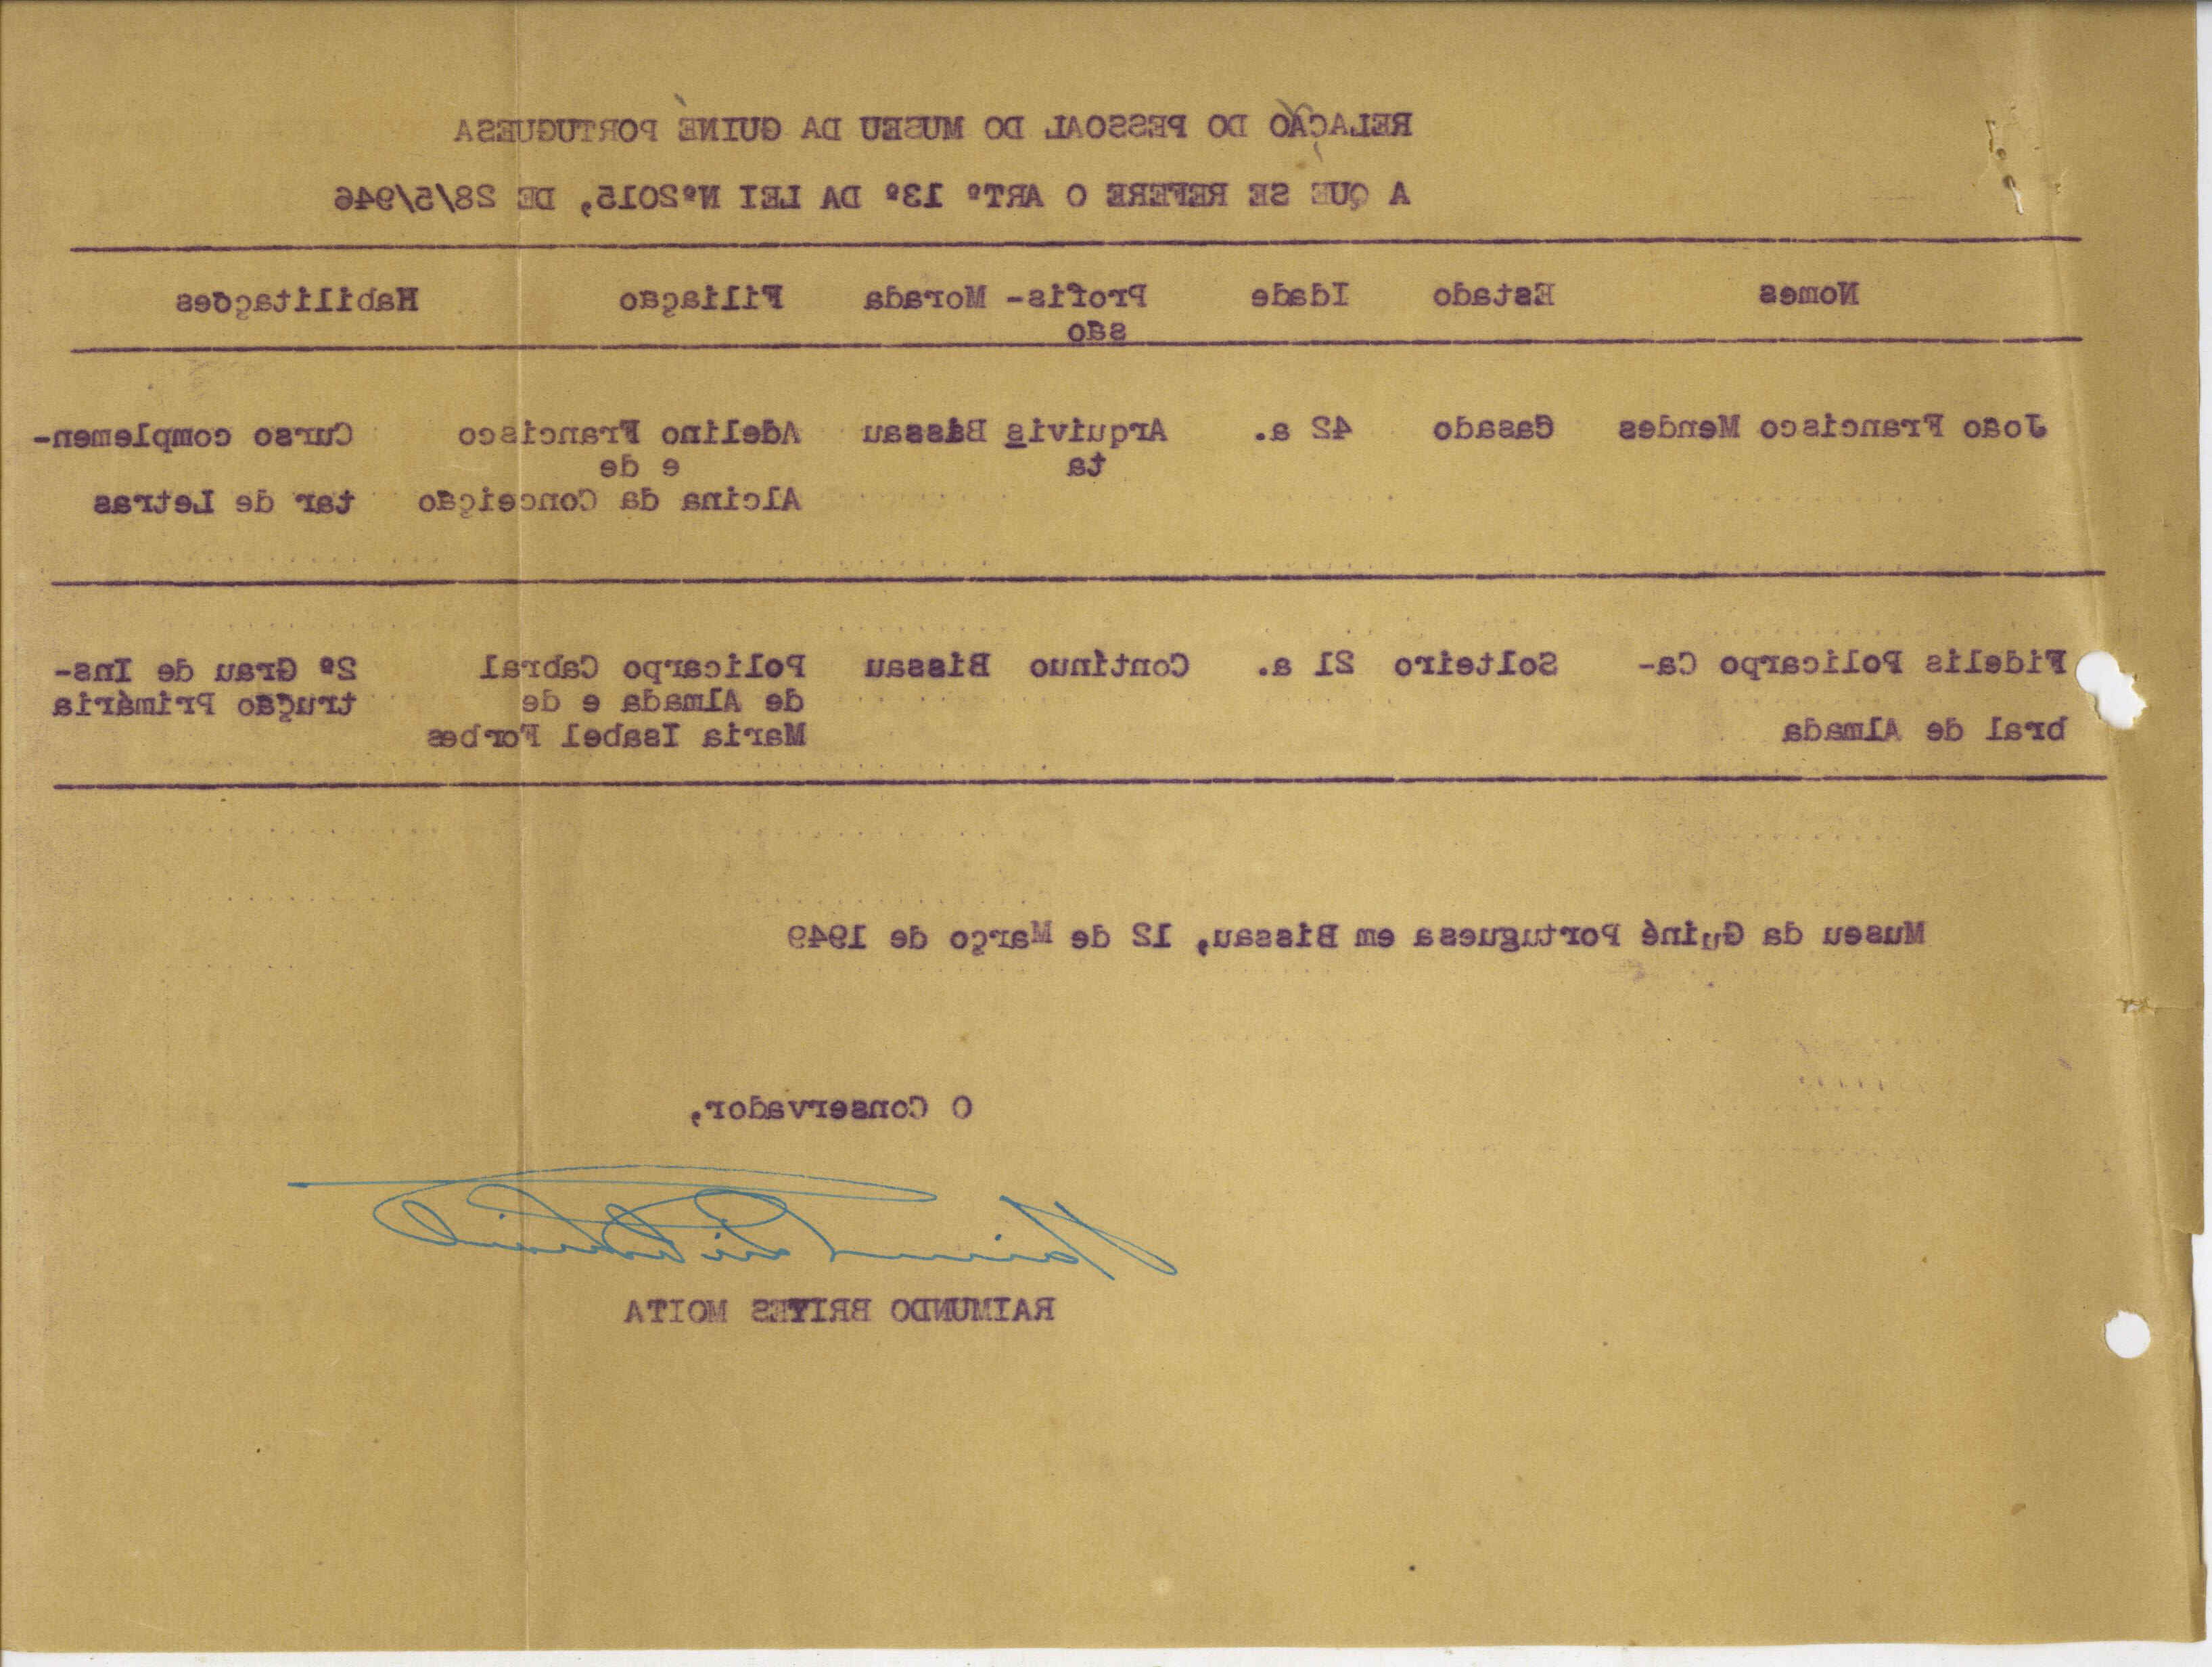 RELAÇÃO DO PESSOAL DO MUSEU DA GUINÉ PORTUGUESA
A QUE SE REFERE O ARTº 13º DA LEI Nº2015, DE 28/5/946
Nomes Estado Idade Profis- Morada Filiação Habilitações
são
João Francisco Mendes Casado 42 a. Arquivis Bissau Adelino Francisco Curso complemen-
ta e de
Alcina da Conceição tar de Letras
Fidelis Policarpo Ca- Solteiro 21 a. Contínuo Bissau Policarpo Cabral 2º Grau de Ins-
de Almada e de trução Primária
bral de Almada Maria Isabel Forbes
Museu da Guiné Portuguesa em Bissau, 12 de Março de 1949
O Conservador,
RAIMUNDO BRITES MOITA